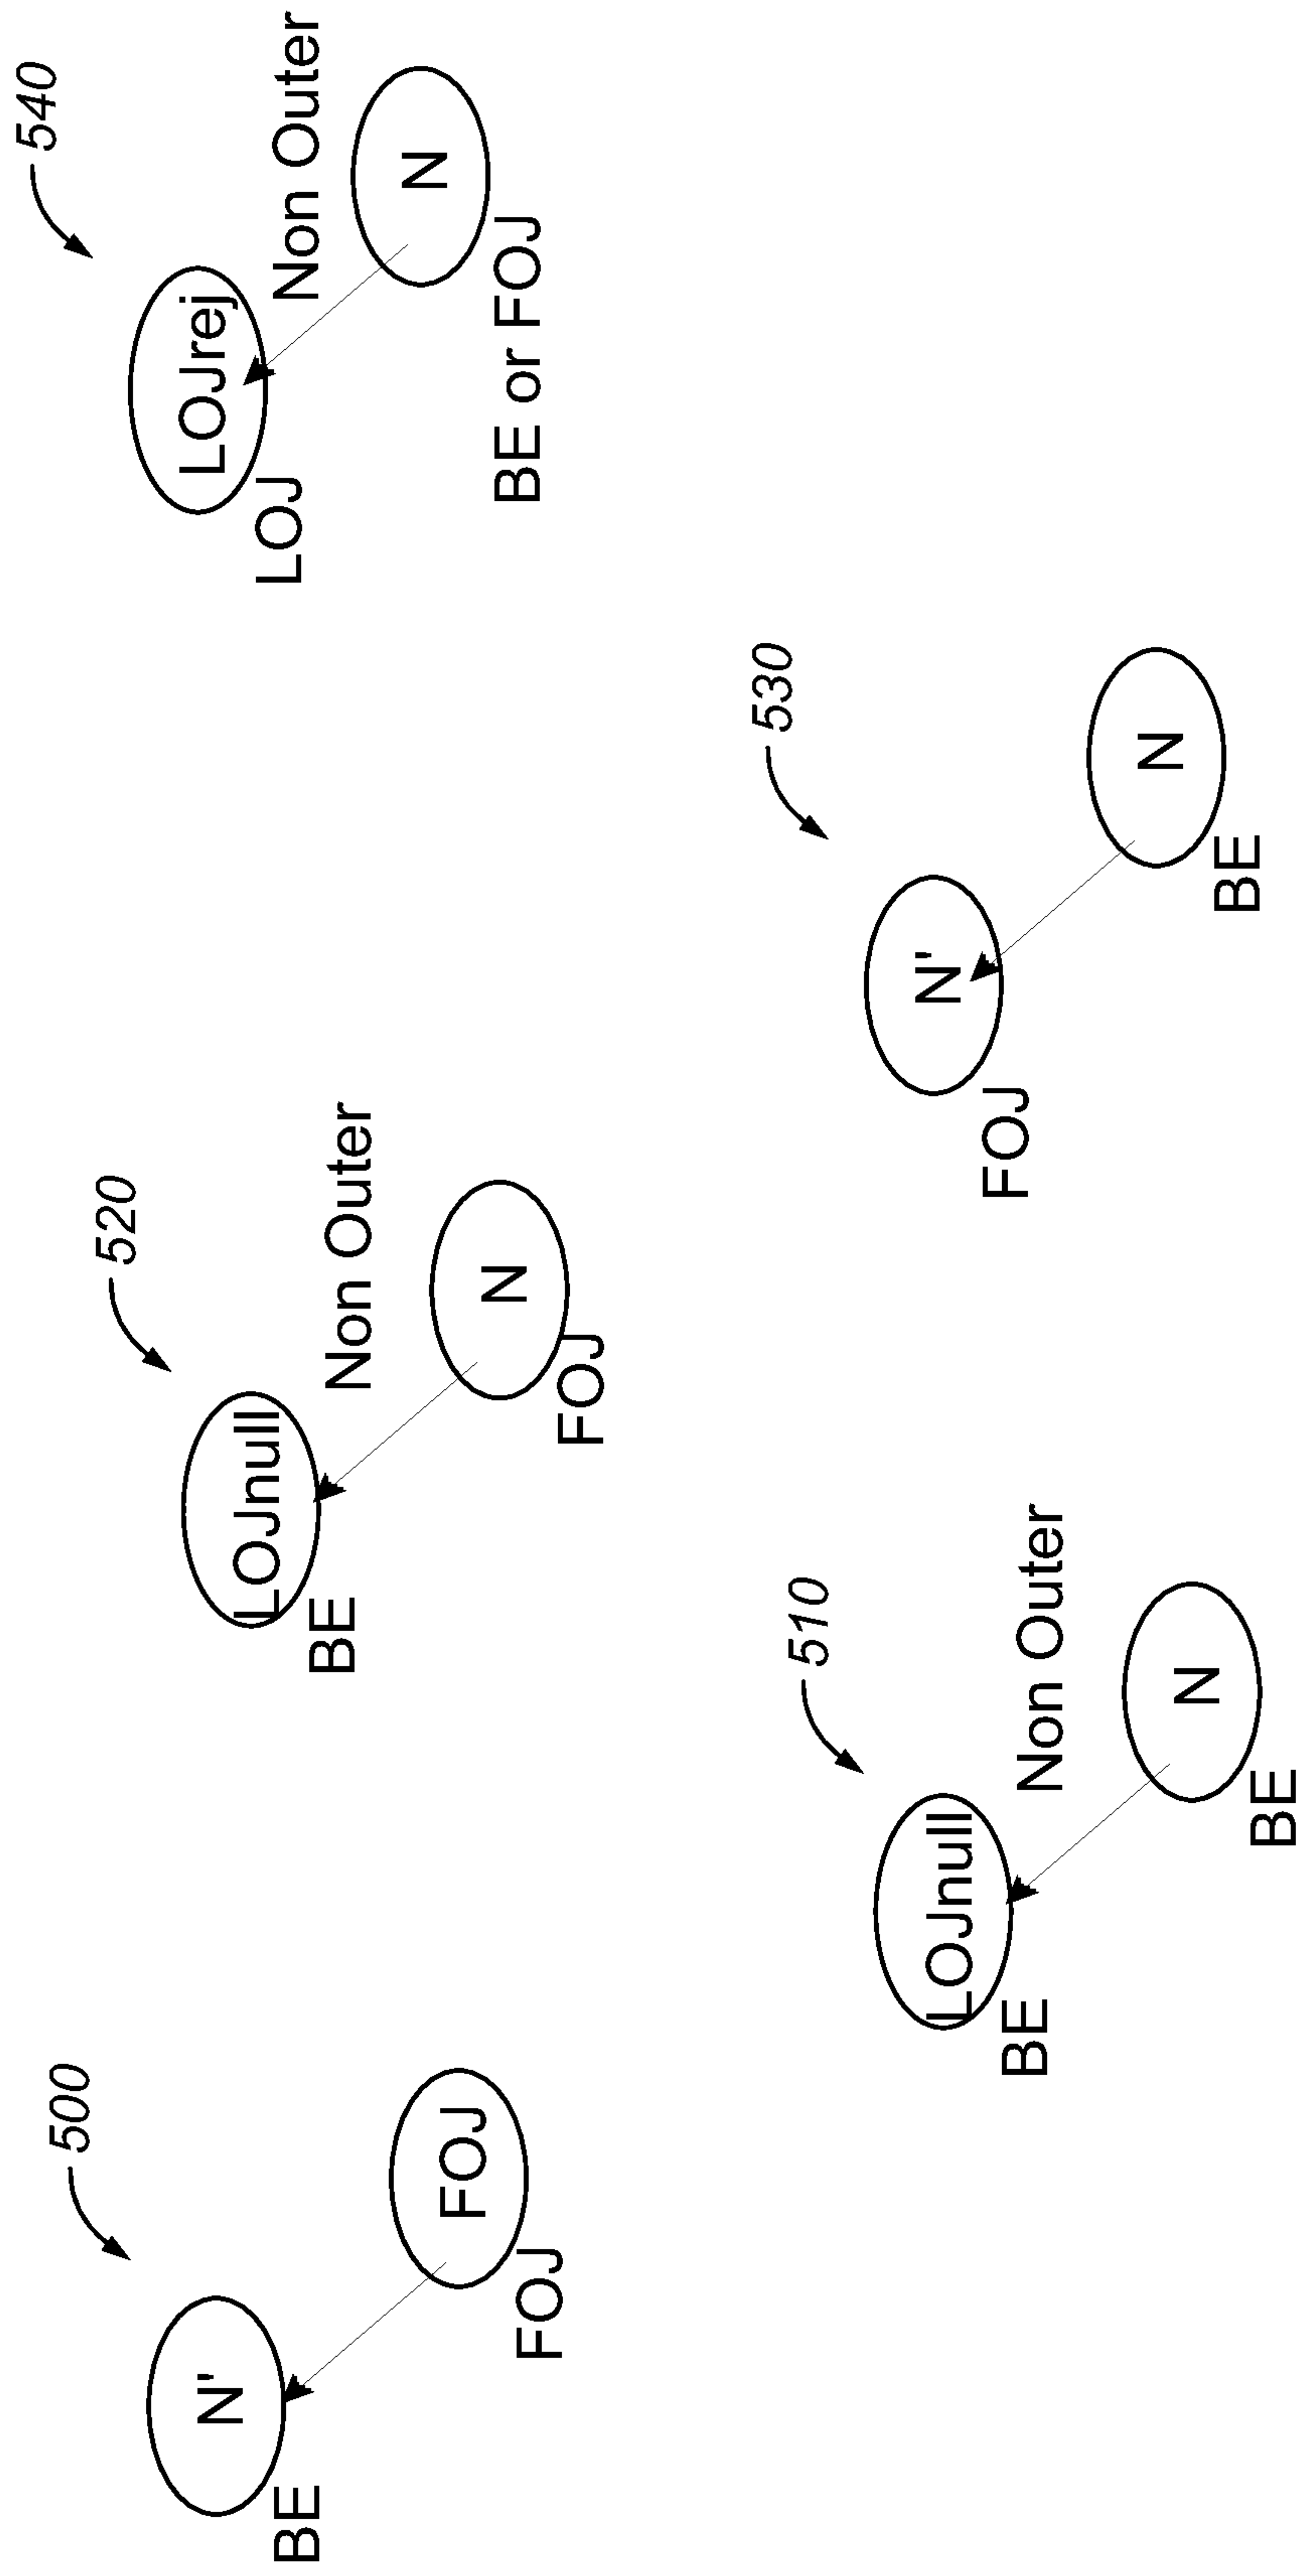 500
N'
BE
FOJ
FOJ
520
LOJnull
BE
Non Outer
N
FOJ
540
LOJrej
LOJ
Non Outer
N
BE or FOJ
510
LOJnull
BE
Non Outer
N
BE
530
N'
FOJ
N
BE